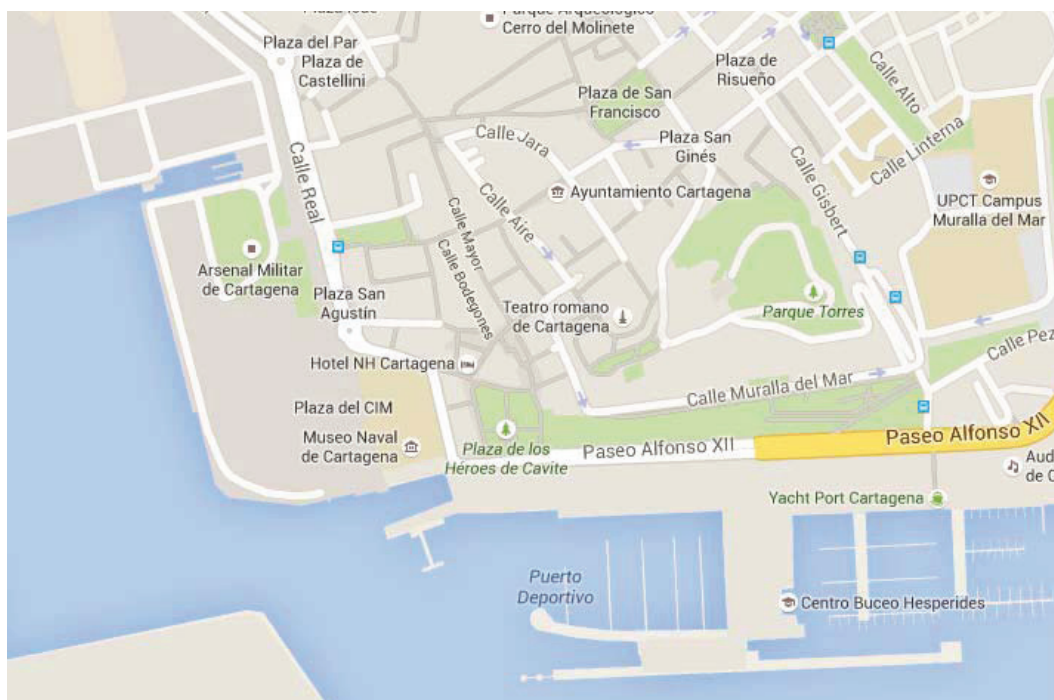 Parque Arqueológico
Cerro del Molinete
Plaza del Par
Plaza de
Castellini
Plaza de
Risueño
Calle Alto
Plaza de San
Francisco
Calle Jara
Plaza San
Ginés
Calle Linterna
Calle Real
Ayuntamiento Cartagena
Calle Gisbert
UPCT Campus
Muralla del Mar
Calle Aire
Calle Mayor
Calle Bodegones
Arsenal Militar
de Cartagena
Plaza San
Agustín
Teatro romano
de Cartagena
Parque Torres
Hotel NH Cartagena
Calle Pez
Calle Muralla del Mar
Plaza del CIM
Museo Naval
de Cartagena
Plaza de los
Héroes de Cavite
Paseo Alfonso XII
Paseo Alfonso XII
Aud
de C
Yacht Port Cartagena
Puerto
Deportivo
Centro Buceo Hesperides